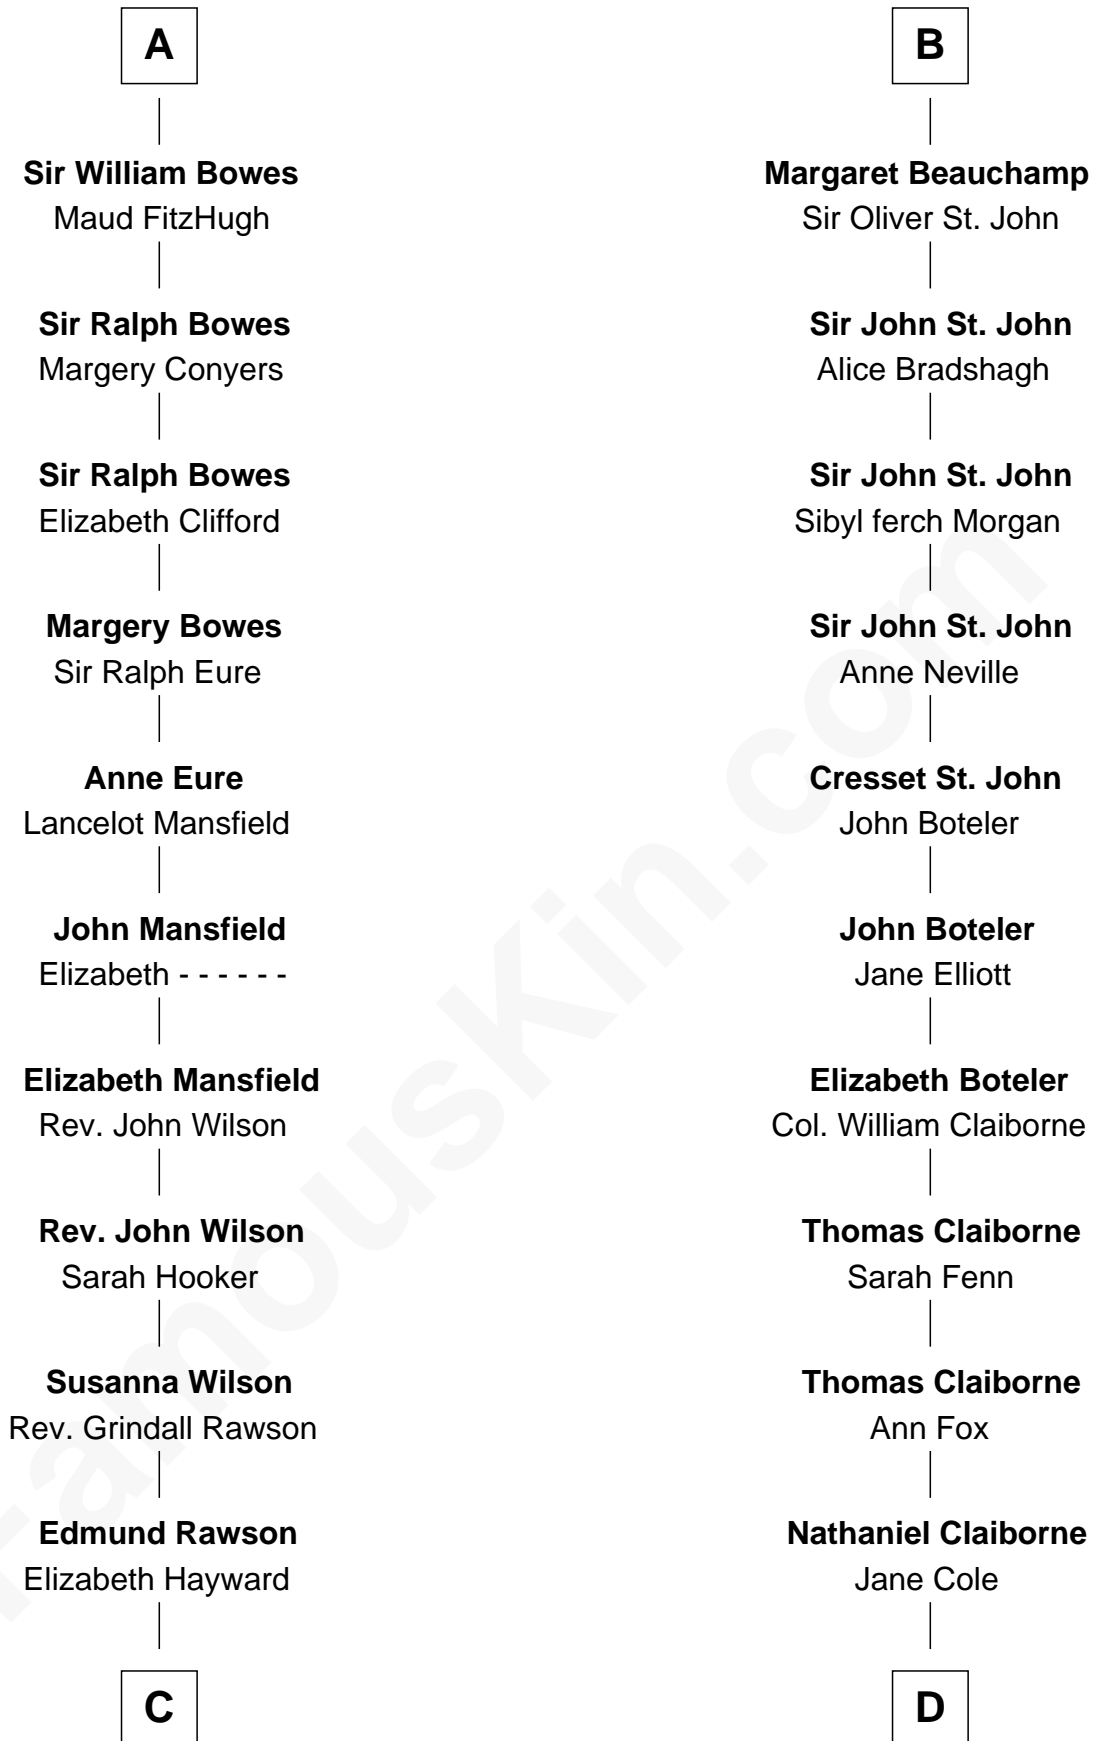 A
Sir William Bowes
Maud FitzHugh
Sir Ralph Bowes
Margery Conyers
Sir Ralph Bowes
Elizabeth Clifford
Margery Bowes
Sir Ralph Eure
Anne Eure
Lancelot Mansfield
John Mansfield
Elizabeth - - - - - -
Elizabeth Mansfield
Rev. John Wilson
Rev. John Wilson
Sarah Hooker
Susanna Wilson
Rev. Grindall Rawson
Edmund Rawson
Elizabeth Hayward
C
B
Margaret Beauchamp
Sir Oliver St. John
Sir John St. John
Alice Bradshagh
Sir John St. John
Sibyl ferch Morgan
Sir John St. John
Anne Neville
Cresset St. John
John Boteler
John Boteler
Jane Elliott
Elizabeth Boteler
Col. William Claiborne
Thomas Claiborne
Sarah Fenn
Thomas Claiborne
Ann Fox
Nathaniel Claiborne
Jane Cole
D
FamousKin.com